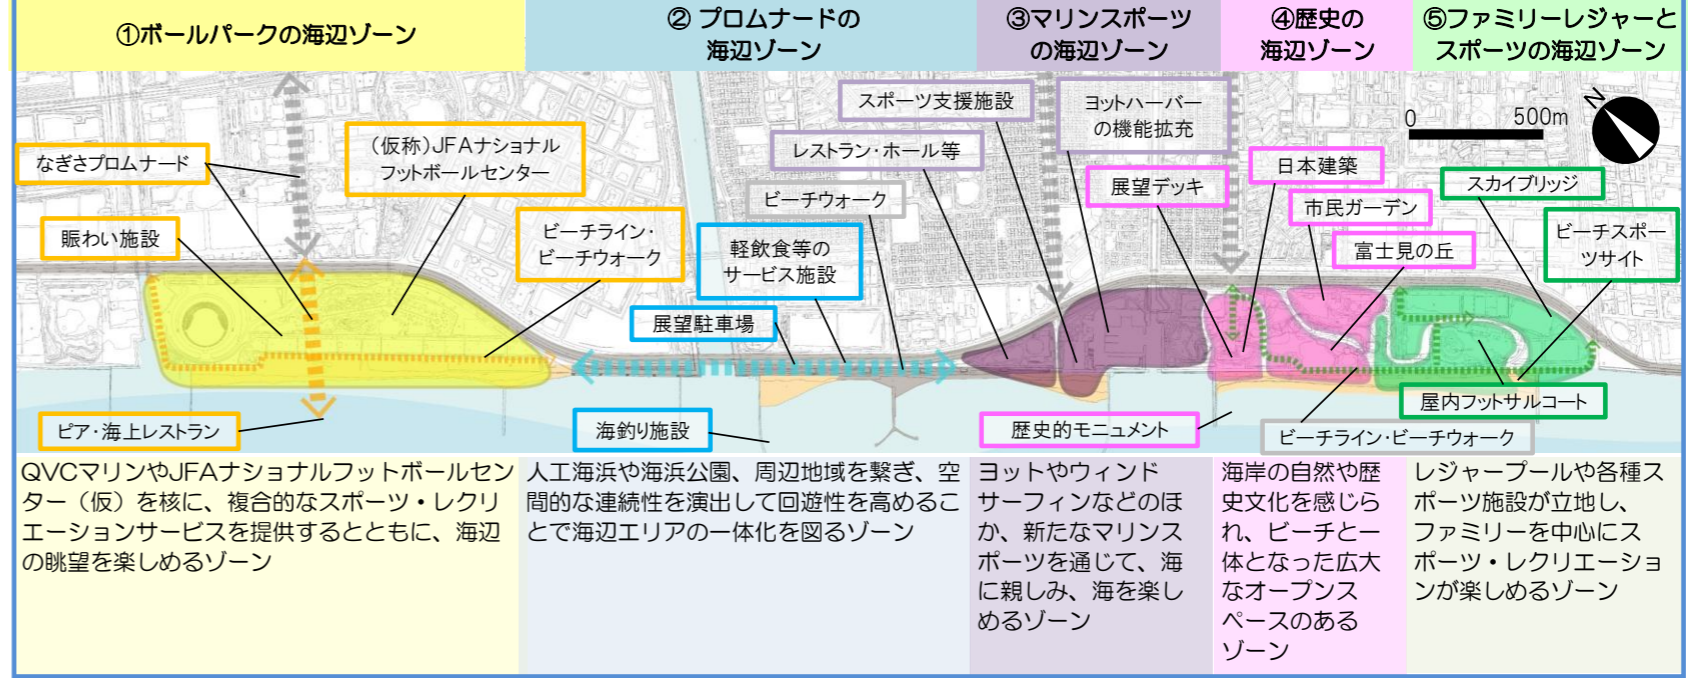 ①ボールパークの海辺ゾーン
② プロムナードの
海辺ゾーン
③マリンスポーツ
の海辺ゾーン
④歴史の
海辺ゾーン
⑤ファミリーレジャーと
スポーツの海辺ゾーン
なぎさプロムナード
賑わい施設
(仮称)JFAナショナル
フットボールセンター
ビーチライン・
ビーチウォーク
ピア・海上レストラン
スポーツ支援施設
レストラン・ホール等
ビーチウォーク
軽飲食等の
サービス施設
展望駐車場
海釣り施設
ヨットハーバー
の機能拡充
展望デッキ
日本建築
市民ガーデン
富士見の丘
歴史的モニュメント
ビーチライン・ビーチウォーク
0 500m
N
スカイブリッジ
ビーチスポー
ツサイト
屋内フットサルコート
QVCマリンやJFAナショナルフットボールセン
ター（仮）を核に、複合的なスポーツ・レクリ
エーションサービスを提供するとともに、海辺
の眺望を楽しめるゾーン
人工海浜や海浜公園、周辺地域を繋ぎ、空
間的な連続性を演出して回遊性を高めるこ
とで海辺エリアの一体化を図るゾーン
ヨットやウィンド
サーフィンなどのほ
か、新たなマリンス
ポーツを通じて、海
に親しみ、海を楽し
めるゾーン
海岸の自然や歴
史文化を感じら
れ、ビーチと一
体となった広大
なオープンス
ペースのある
ゾーン
レジャープールや各種ス
ポーツ施設が立地し、
ファミリーを中心にス
ポーツ・レクリエーショ
ンが楽しめるゾーン